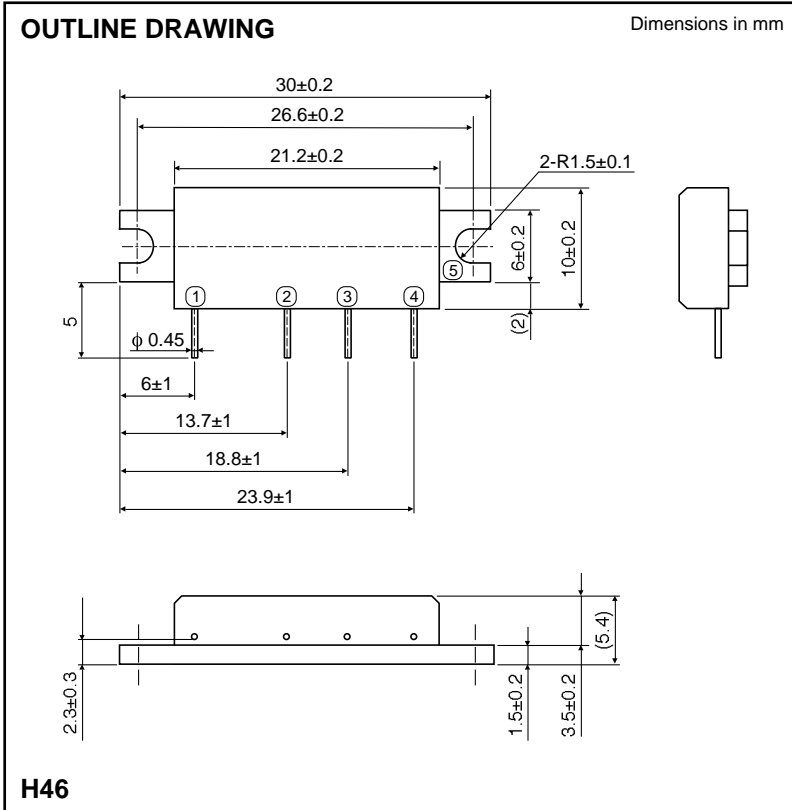 OUTLINE DRAWING
Dimensions in mm
30±0.2
26.6±0.2
21.2±0.2
2-R1.5±0.1
6±0.2
10±0.2
⑤
① ② ③ ④
(2)
5
ϕ 0.45
6±1
13.7±1
18.8±1
23.9±1
2.3±0.3
1.5±0.2
3.5±0.2
(5.4)
H46